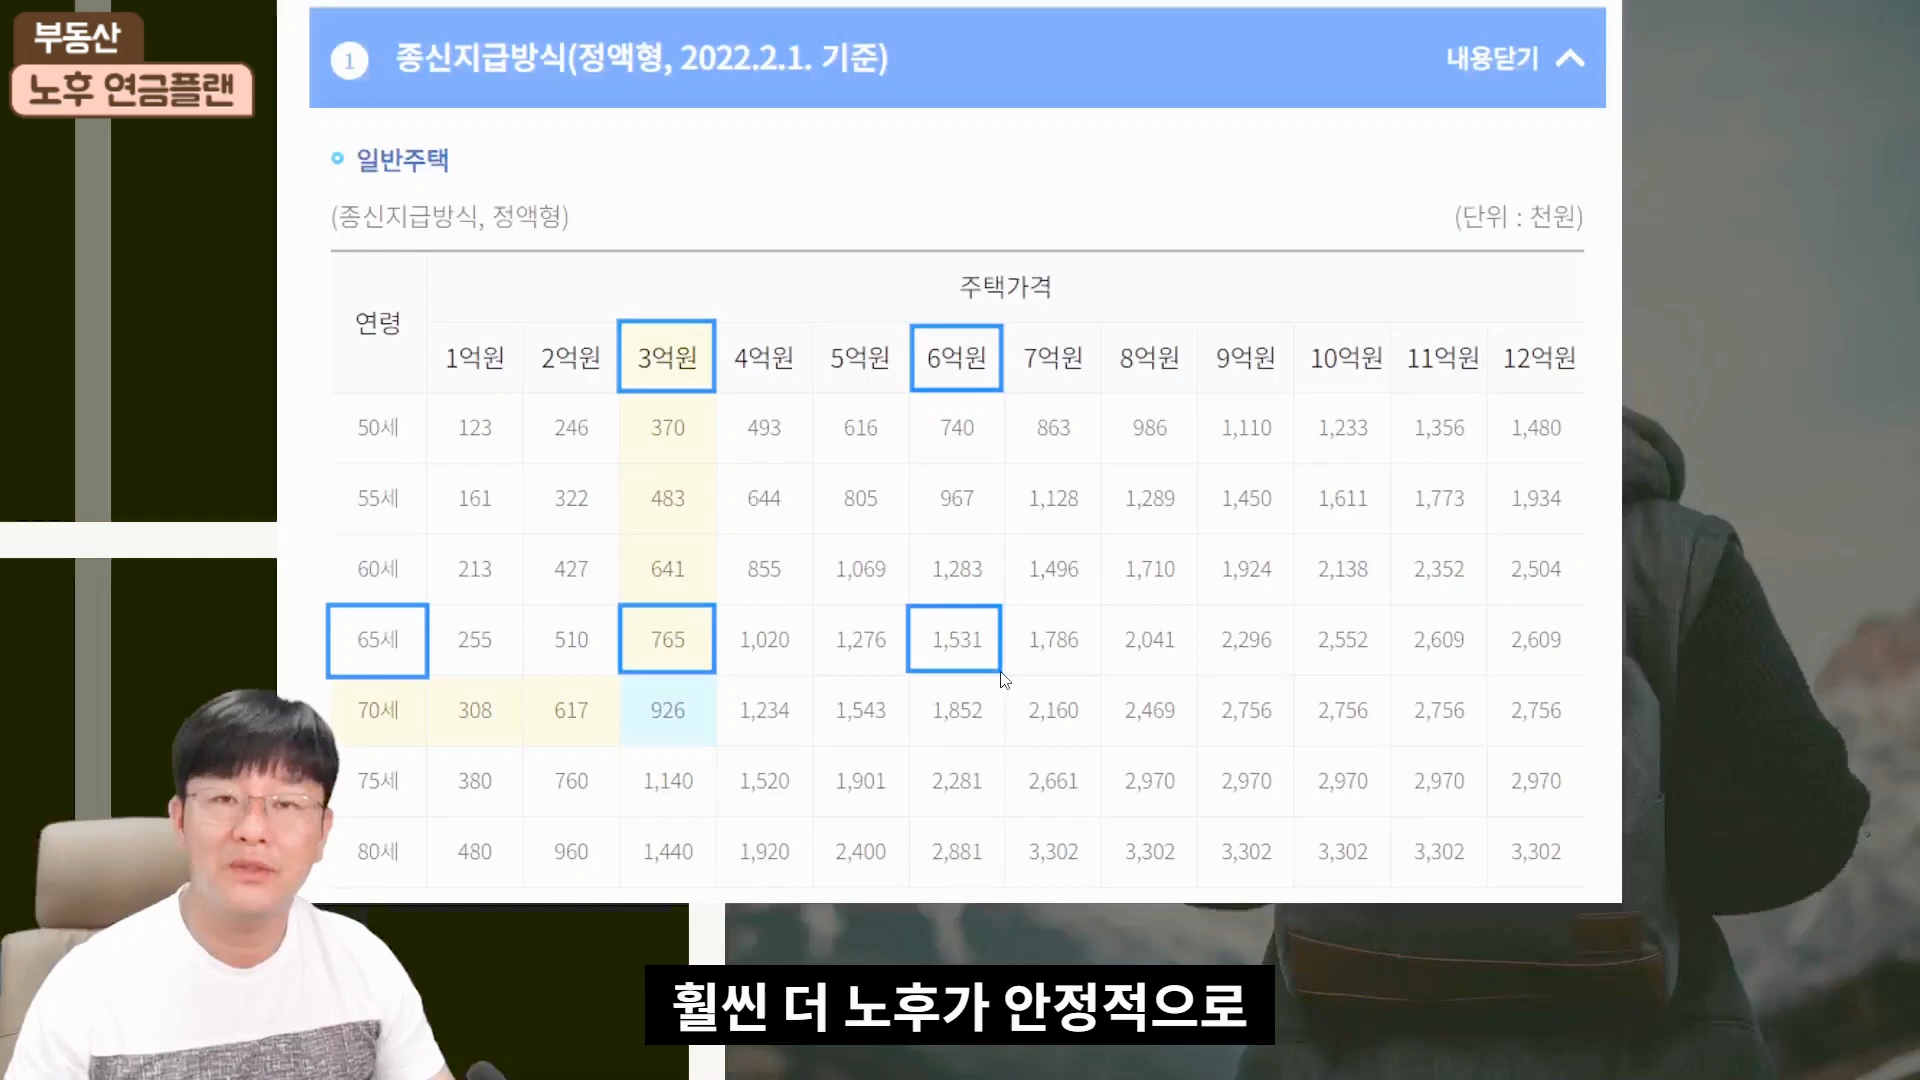 부동산
노후 연금플랜
1 종신지급방식(정액형, 2022.2.1. 기준) 내용닫기
일반주택
(종신지급방식, 정액형) (단위 : 천원)
연령 주택가격
1억원 2억원 3억원 4억원 5억원 6억원 7억원 8억원 9억원 10억원 11억원 12억원
50세 123 246 370 493 616 740 863 986 1,110 1,233 1,356 1,480
55세 161 322 483 644 805 967 1,128 1,289 1,450 1,611 1,773 1,934
60세 213 427 641 855 1,069 1,283 1,496 1,710 1,924 2,138 2,352 2,504
65세 255 510 765 1,020 1,276 1,531 1,786 2,041 2,296 2,552 2,609 2,609
70세 308 617 926 1,234 1,543 1,852 2,160 2,469 2,756 2,756 2,756 2,756
75세 380 760 1,140 1,520 1,901 2,281 2,661 2,970 2,970 2,970 2,970 2,970
80세 480 960 1,440 1,920 2,400 2,881 3,302 3,302 3,302 3,302 3,302 3,302
훨씬 더 노후가 안정적으로